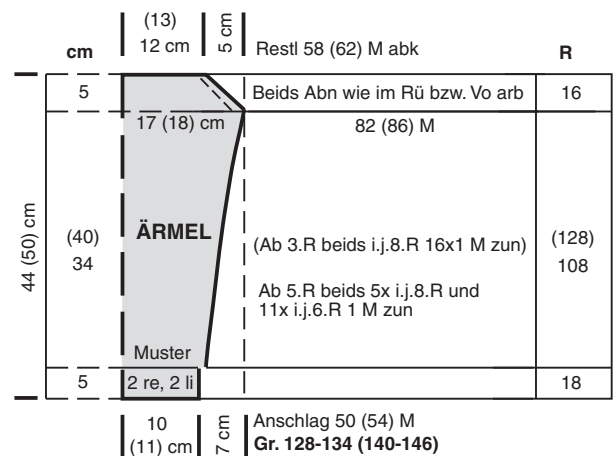 (13)
12 cm
5 cm
Restl 58 (62) M abk
cm
R
5
Beids Abn wie im Rü bzw. Vo arb
16
17 (18) cm
82 (86) M
44 (50) cm
(40)
34
ÄRMEL
(Ab 3.R beids i.j.8.R 16x1 M zun)
Ab 5.R beids 5x i.j.8.R und
11x i.j.6.R 1 M zun
(128)
108
Muster
5
2 re, 2 li
18
10
(11) cm
7 cm
Anschlag 50 (54) M
Gr. 128-134 (140-146)